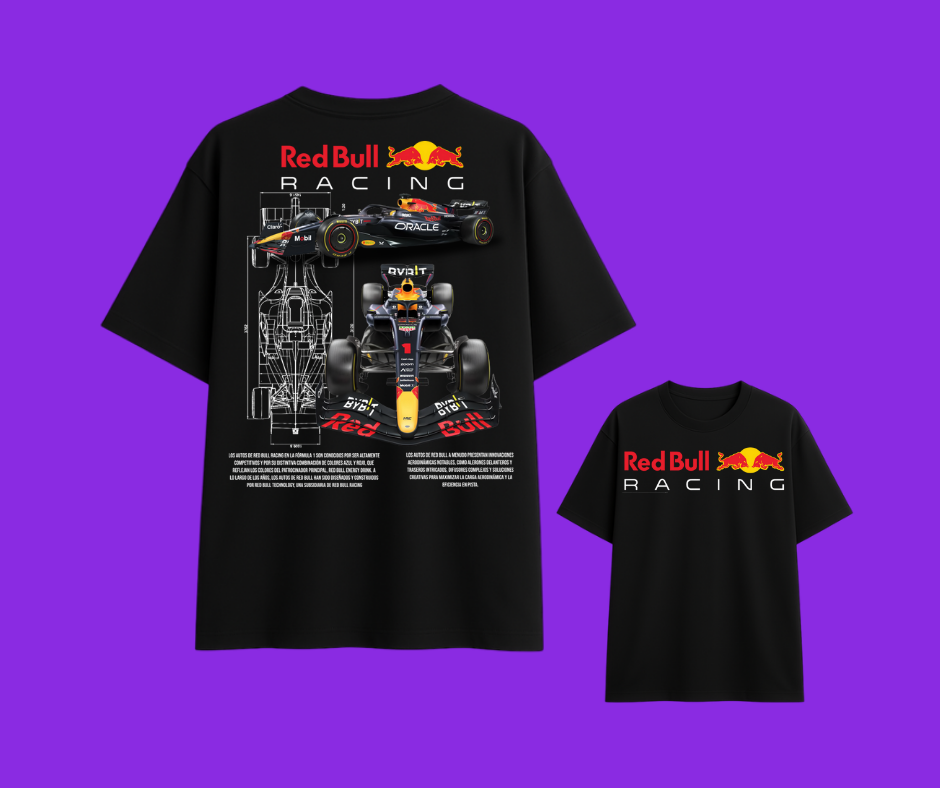 Red Bull
RACING
Claro
Mobil
ORACLE
BYBIT
1
BYBIT
BYBIT
Red Bull
LOS AUTOS DE RED BULL RACING EN LA FÓRMULA 1 SON CONOCIDOS POR SER ALTAMENTE
COMPETITIVOS Y POR SU DISTINTIVA COMBINACIÓN DE COLORES AZUL Y ROJO, QUE
REFLEJAN LOS COLORES DEL PATROCINADOR PRINCIPAL, RED BULL ENERGY DRINK. A
LO LARGO DE LOS AÑOS, LOS AUTOS DE RED BULL HAN SIDO DISEÑADOS Y CONSTRUIDOS
POR RED BULL TECHNOLOGY, UNA SUBSIDIARIA DE RED BULL RACING
LOS AUTOS DE RED BULL A MENUDO PRESENTAN INNOVACIONES
AERODINÁMICAS NOTABLES, COMO ALERONES DELANTEROS Y
TRASEROS INTRICADOS, DIFUSORES COMPLEJOS Y SOLUCIONES
CREATIVAS PARA MAXIMIZAR LA CARGA AERODINÁMICA Y LA
EFICIENCIA EN PISTA.
Red Bull
RACING